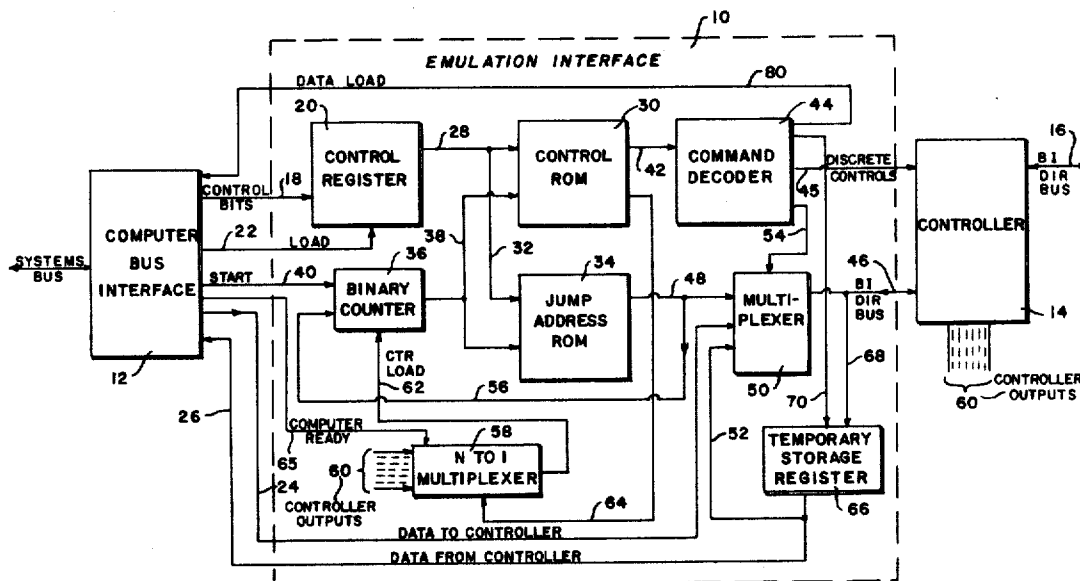 10
EMULATION INTERFACE
DATA LOAD
80
20
28
30
44
16
CONTROL
REGISTER
CONTROL
ROM
42
COMMAND
DECODER
DISCRETE
CONTROLS
45
BI
DIR
BUS
CONTROLLER
CONTROL
BITS
18
22
LOAD
38
32
54
COMPUTER
BUS
INTERFACE
SYSTEMS
BUS
START
40
36
BINARY
COUNTER
34
JUMP
ADDRESS
ROM
48
MULTI-
PLEXER
46
BI
DIR
BUS
14
12
CTR
LOAD
62
56
50
70
68
60
CONTROLLER
OUTPUTS
26
COMPUTER
READY
65
24
58
N TO 1
MULTIPLEXER
60
CONTROLLER
OUTPUTS
52
TEMPORARY
STORAGE
REGISTER
66
64
DATA TO CONTROLLER
DATA FROM CONTROLLER